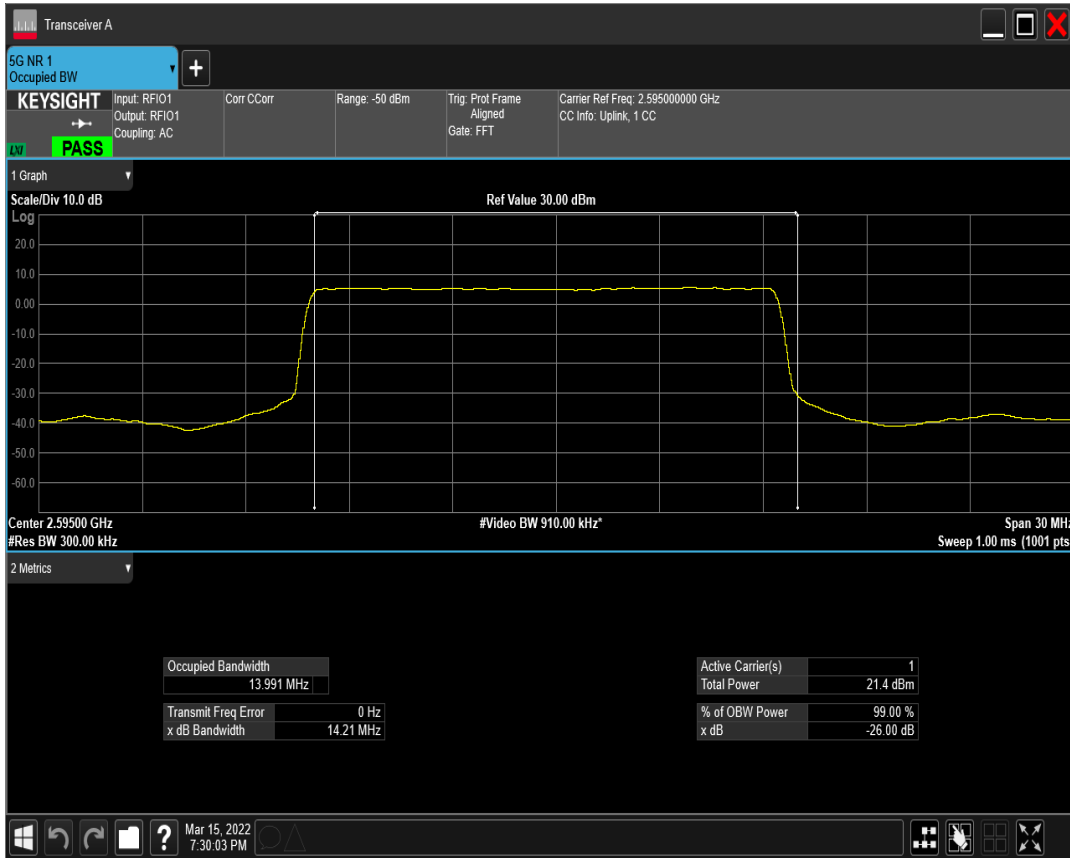 Transceiver A
5G NR 1
Occupied BW
KEYSIGHT
LXI
PASS
Input: RFIO1
Output: RFIO1
Coupling: AC
Corr CCorr
Range: -50 dBm
Trig: Prot Frame
Aligned
Gate: FFT
Carrier Ref Freq: 2.595000000 GHz
CC Info: Uplink, 1 CC
1 Graph
Scale/Div 10.0 dB
Ref Value 30.00 dBm
Log
20.0
10.0
0.00
-10.0
-20.0
-30.0
-40.0
-50.0
-60.0
Center 2.59500 GHz
#Video BW 910.00 kHz*
Span 30 MHz
#Res BW 300.00 kHz
Sweep 1.00 ms (1001 pts
2 Metrics
Occupied Bandwidth
13.991 MHz
Transmit Freq Error 0 Hz
x dB Bandwidth 14.21 MHz
Active Carrier(s) 1
Total Power 21.4 dBm
% of OBW Power 99.00 %
x dB -26.00 dB
?
Mar 15, 2022
7:30:03 PM